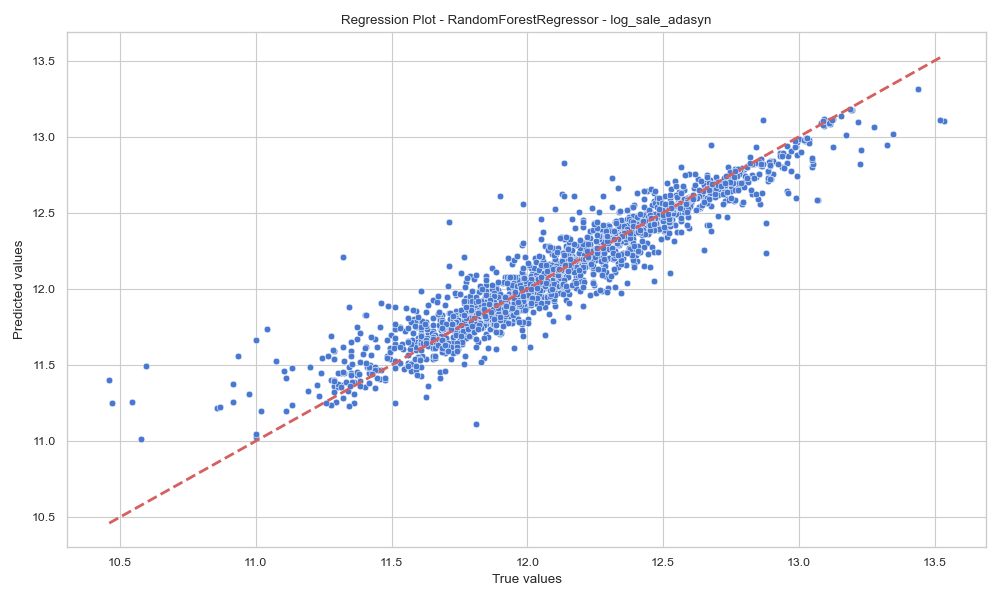 Regression Plot - RandomForestRegressor - log_sale_adasyn
13.5
13.0
12.5
12.0
11.5
11.0
10.5
Predicted values
10.5 11.0 11.5 12.0 12.5 13.0 13.5
True values